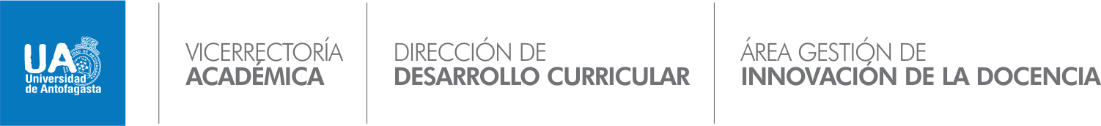 UA
Universidad
de Antofagasta
VICERRECTORÍA
ACADÉMICA
DIRECCIÓN DE
DESARROLLO CURRICULAR
ÁREA GESTIÓN DE
INNOVACIÓN DE LA DOCENCIA